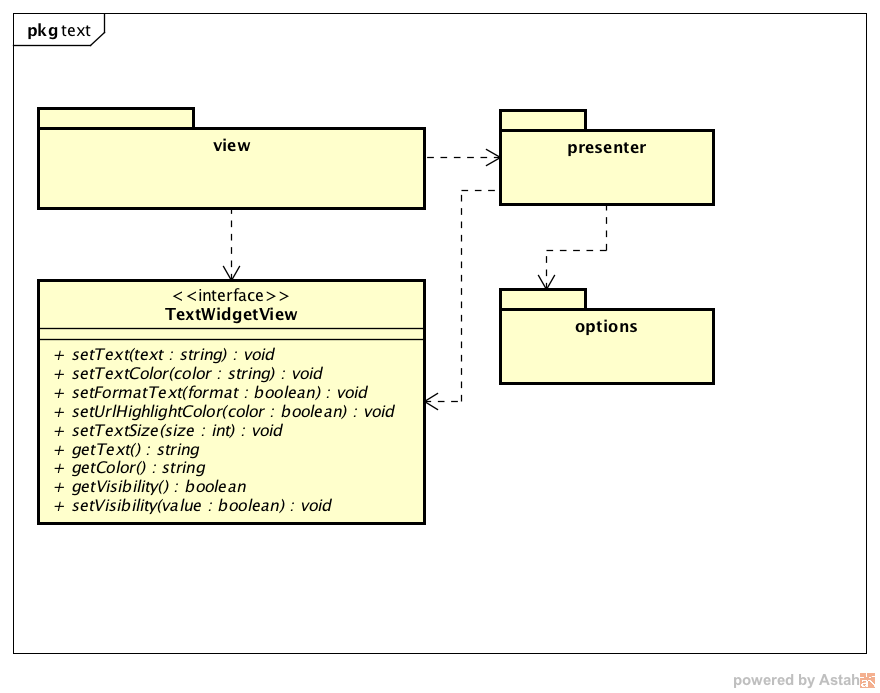 pkg text
view
presenter
<<interface>>
TextWidgetView
options
+ setText(text : string) : void
+ setTextColor(color : string) : void
+ setFormatText(format : boolean) : void
+ setUrlHighlightColor(color : boolean) : void
+ setTextSize(size : int) : void
+ getText() : string
+ getColor() : string
+ getVisibility() : boolean
+ setVisibility(value : boolean) : void
powered by Astah